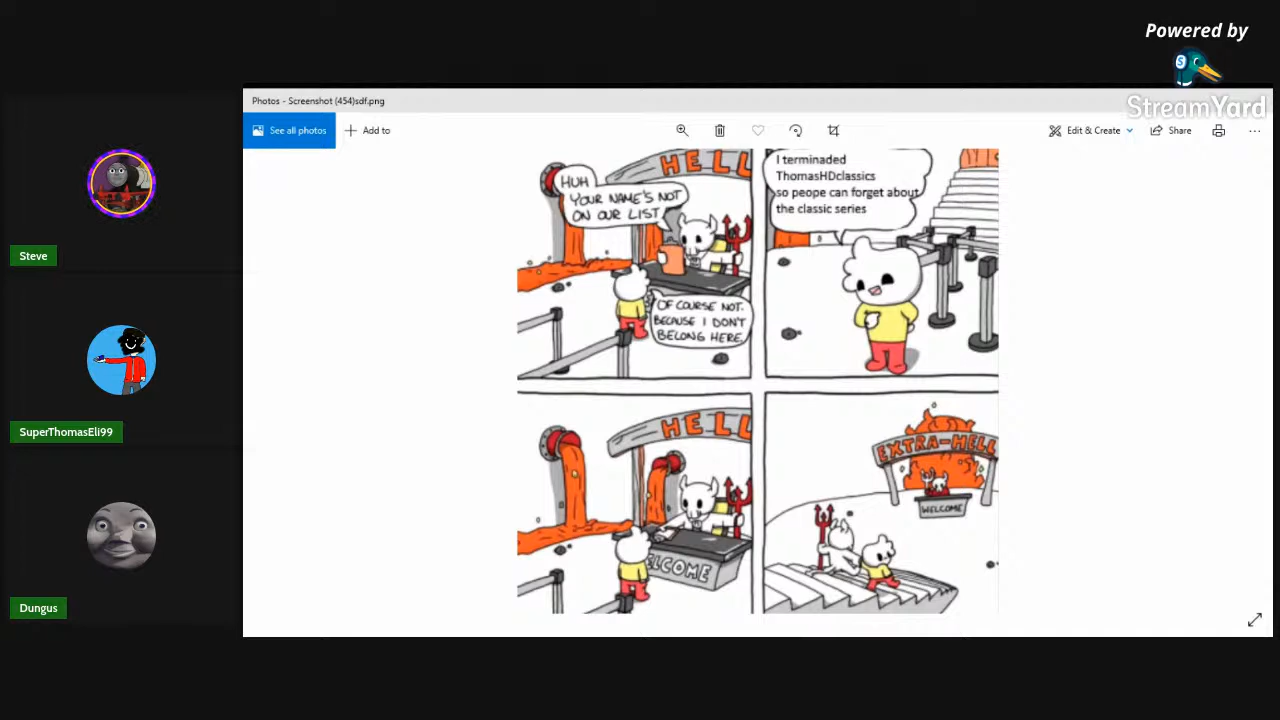 Powered by
StreamYard
Photos - Screenshot (454)sdf.png
See all photos
Add to
Edit & Create
Share
Steve
SuperThomasEli99
Dungus
HELL
HUH
YOUR NAME'S NOT
ON OUR LIST
OF COURSE NOT.
BECAUSE I DON'T
BELONG HERE.
I terminaded
ThomasHDclassics
so peope can forget about
the classic series
HELL
ELCOME
EXTRA-HELL
WELCOME